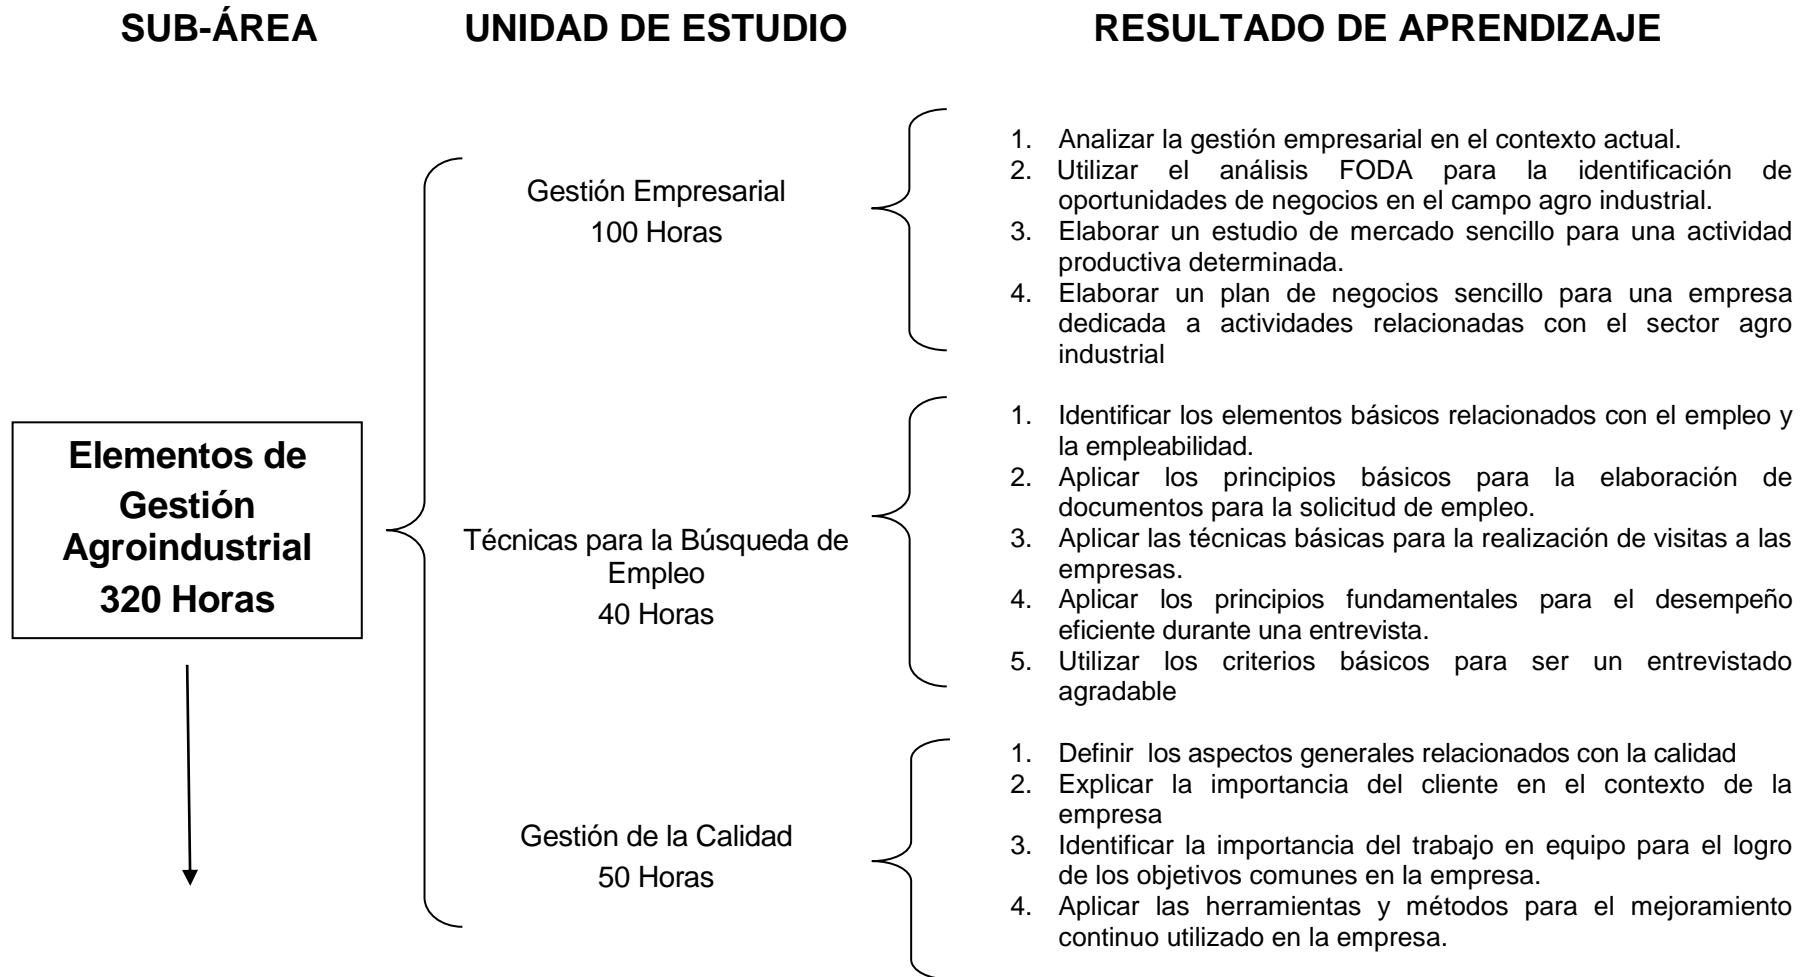 SUB-ÁREA UNIDAD DE ESTUDIO RESULTADO DE APRENDIZAJE
Elementos de
Gestión
Agroindustrial
320 Horas
Gestión Empresarial
100 Horas
1. Analizar la gestión empresarial en el contexto actual.
2. Utilizar el análisis FODA para la identificación de
oportunidades de negocios en el campo agro industrial.
3. Elaborar un estudio de mercado sencillo para una actividad
productiva determinada.
4. Elaborar un plan de negocios sencillo para una empresa
dedicada a actividades relacionadas con el sector agro
industrial
Técnicas para la Búsqueda de
Empleo
40 Horas
1. Identificar los elementos básicos relacionados con el empleo y
la empleabilidad.
2. Aplicar los principios básicos para la elaboración de
documentos para la solicitud de empleo.
3. Aplicar las técnicas básicas para la realización de visitas a las
empresas.
4. Aplicar los principios fundamentales para el desempeño
eficiente durante una entrevista.
5. Utilizar los criterios básicos para ser un entrevistado
agradable
Gestión de la Calidad
50 Horas
1. Definir los aspectos generales relacionados con la calidad
2. Explicar la importancia del cliente en el contexto de la
empresa
3. Identificar la importancia del trabajo en equipo para el logro
de los objetivos comunes en la empresa.
4. Aplicar las herramientas y métodos para el mejoramiento
continuo utilizado en la empresa.